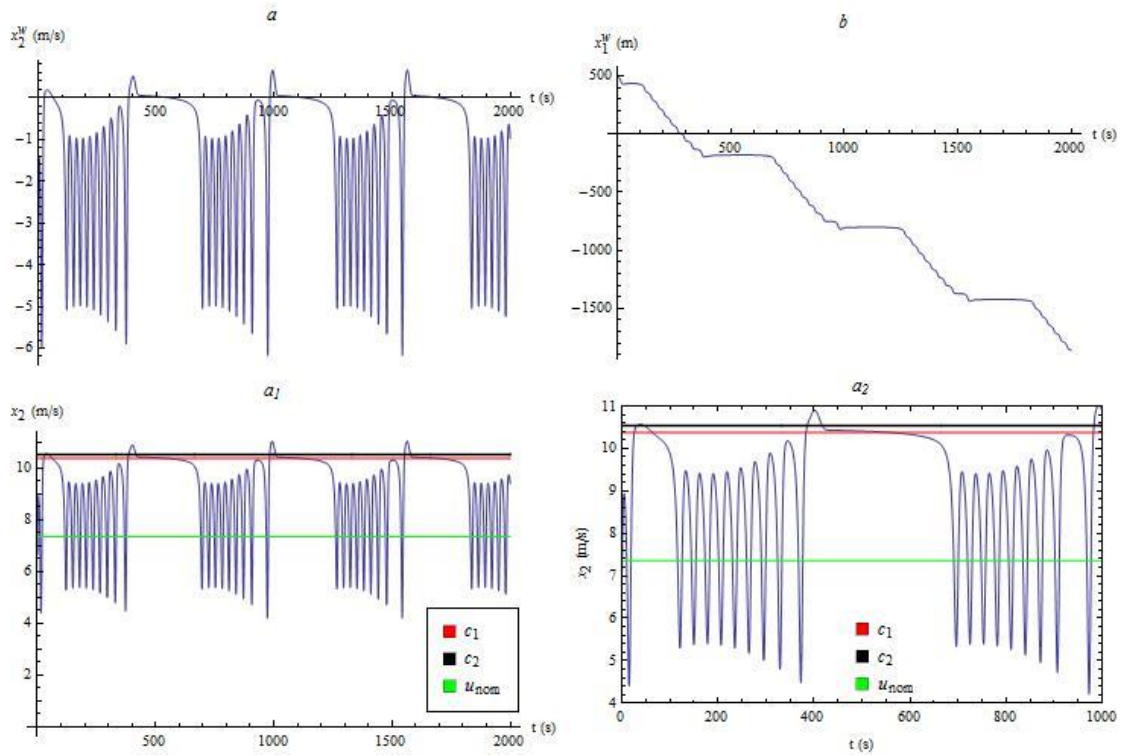 a
x₂ʷ (m/s)
t (s)
500
1000
1500
2000
−1
−2
−3
−4
−5
−6
b
x₁ʷ (m)
500
t (s)
500
1000
1500
2000
−500
−1000
−1500
a₁
x₂ (m/s)
10
8
6
4
2
c₁
c₂
u_nom
t (s)
500
1000
1500
2000
a₂
x₂ (m/s)
11
10
9
8
7
6
5
4
c₁
c₂
u_nom
0
200
400
600
800
1000
t (s)